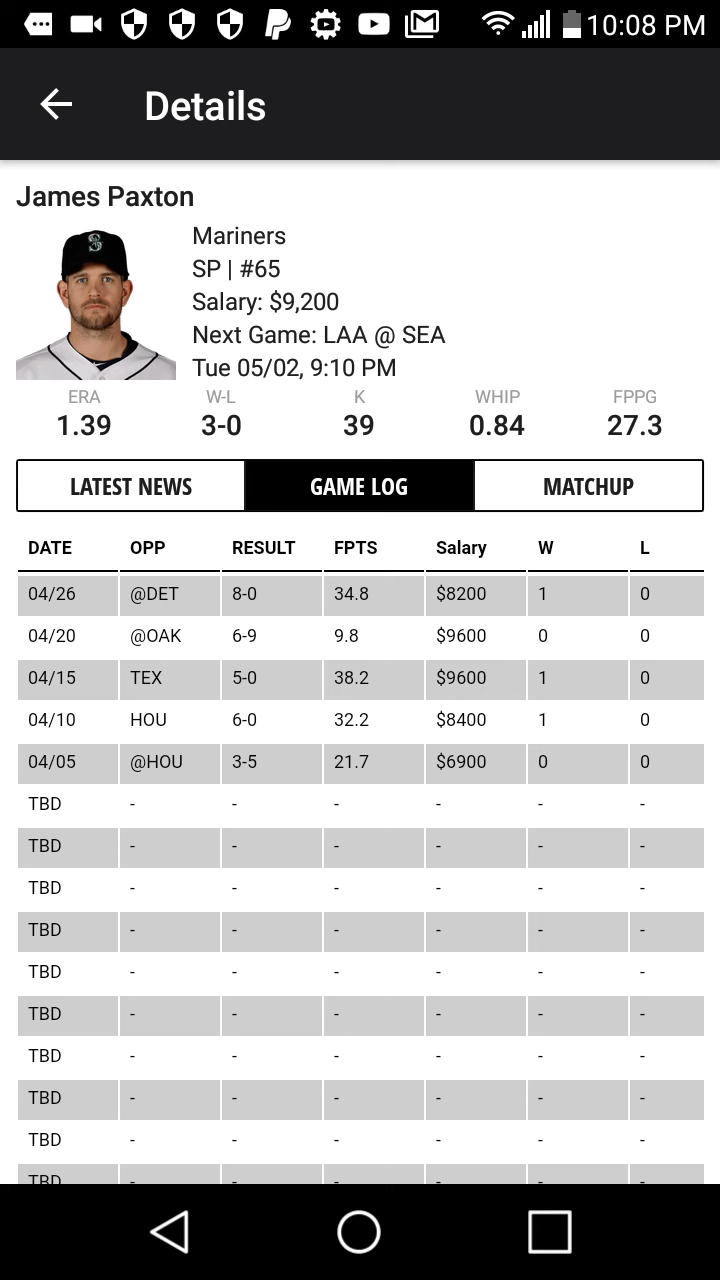 10:08 PM
Details
James Paxton
Mariners
SP | #65
Salary: $9,200
Next Game: LAA @ SEA
Tue 05/02, 9:10 PM
ERA W-L K WHIP FPPG
1.39 3-0 39 0.84 27.3
LATEST NEWS GAME LOG MATCHUP
DATE OPP RESULT FPTS Salary W L
04/26 @DET 8-0 34.8 $8200 1 0
04/20 @OAK 6-9 9.8 $9600 0 0
04/15 TEX 5-0 38.2 $9600 1 0
04/10 HOU 6-0 32.2 $8400 1 0
04/05 @HOU 3-5 21.7 $6900 0 0
TBD - - - - - -
TBD - - - - - -
TBD - - - - - -
TBD - - - - - -
TBD - - - - - -
TBD - - - - - -
TBD - - - - - -
TBD - - - - - -
TBD - - - - - -
TBD - - - - - -